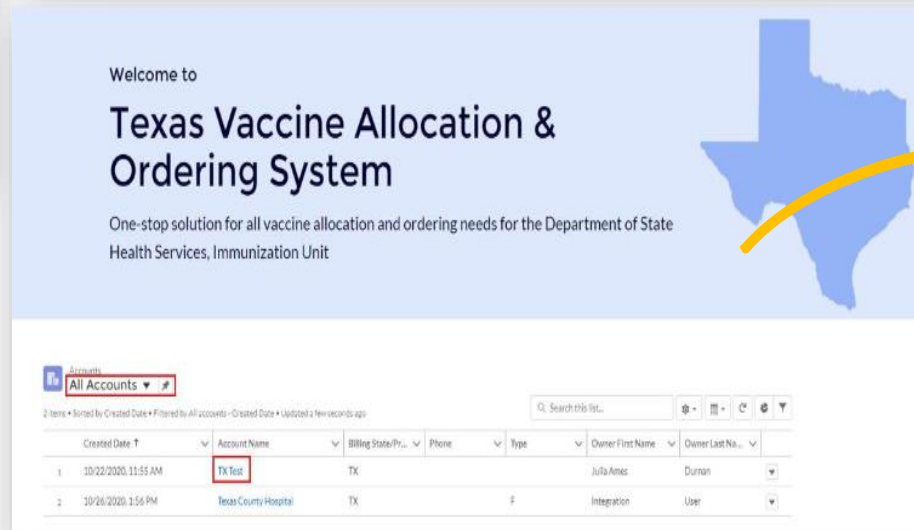 Welcome to
Texas Vaccine Allocation &
Ordering System
One-stop solution for all vaccine allocation and ordering needs for the Department of State
Health Services, Immunization Unit
Accounts
All Accounts
2 items • Sorted by Created Date • Filtered by All accounts - Created Date • Updated a few seconds ago
Search this list...
Created Date ↑ Account Name Billing State/Pr... Phone Type Owner First Name Owner Last Na...
1 10/22/2020, 11:55 AM TX Test TX Julla Ames Durnan
2 10/26/2020, 1:56 PM Texas County Hospital TX Integration User